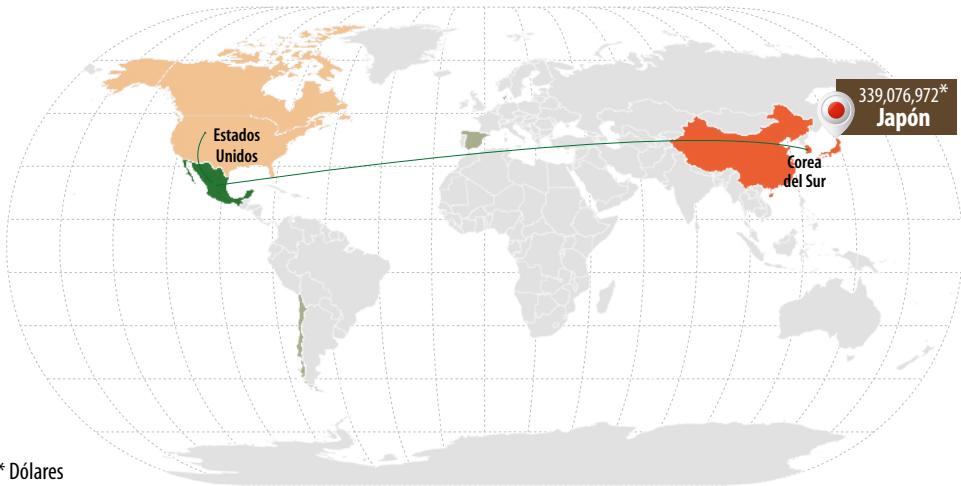 339,076,972*
Japón
Estados
Unidos
Corea
del Sur
* Dólares